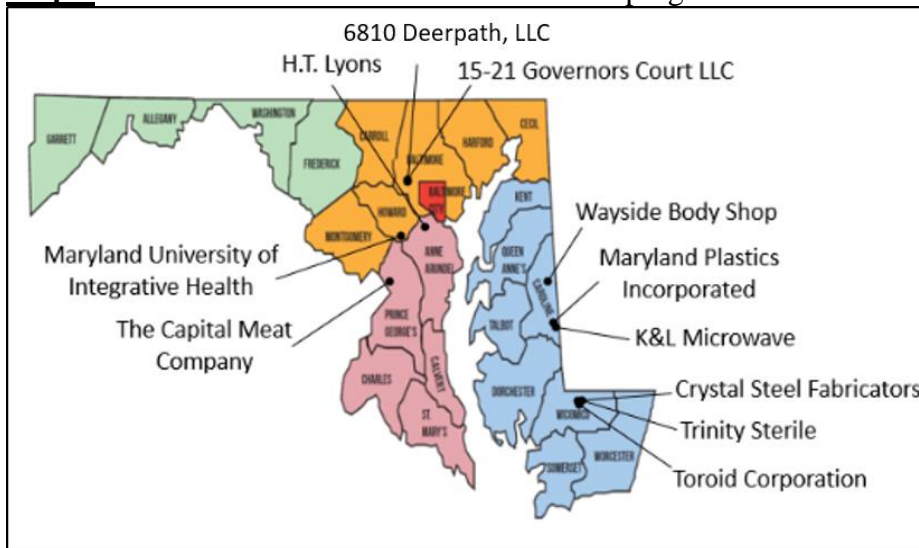 6810 Deerpath, LLC
H.T. Lyons
15-21 Governors Court LLC
GARRETT
ALLEGANY
WASHINGTON
FREDERICK
CARROLL
BALTIMORE
HARFORD
CECIL
BALTIMORE
CITY
HOWARD
MONTGOMERY
ANNE
ARUNDEL
KENT
QUEEN
ANNE'S
CAROLINE
TALBOT
Wayside Body Shop
Maryland Plastics
Incorporated
K&L Microwave
Maryland University of
Integrative Health
The Capital Meat
Company
PRINCE
GEORGE'S
CHARLES
CALVERT
ST.
MARY'S
DORCHESTER
WICOMICO
SOMERSET
WORCESTER
Crystal Steel Fabricators
Trinity Sterile
Toroid Corporation